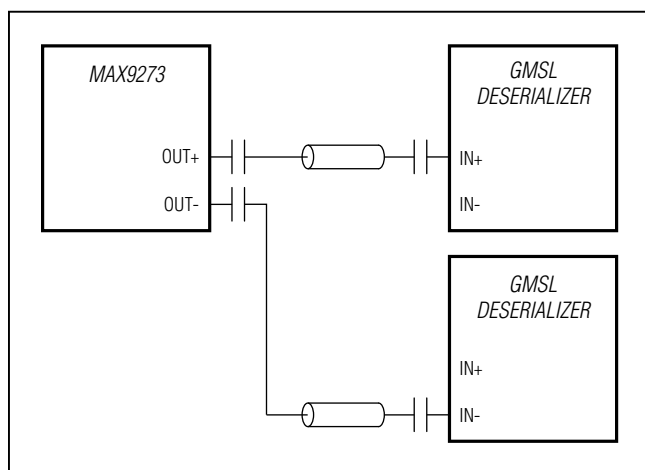 MAX9273
OUT+
OUT-
GMSL
DESERIALIZER
IN+
IN-
GMSL
DESERIALIZER
IN+
IN-